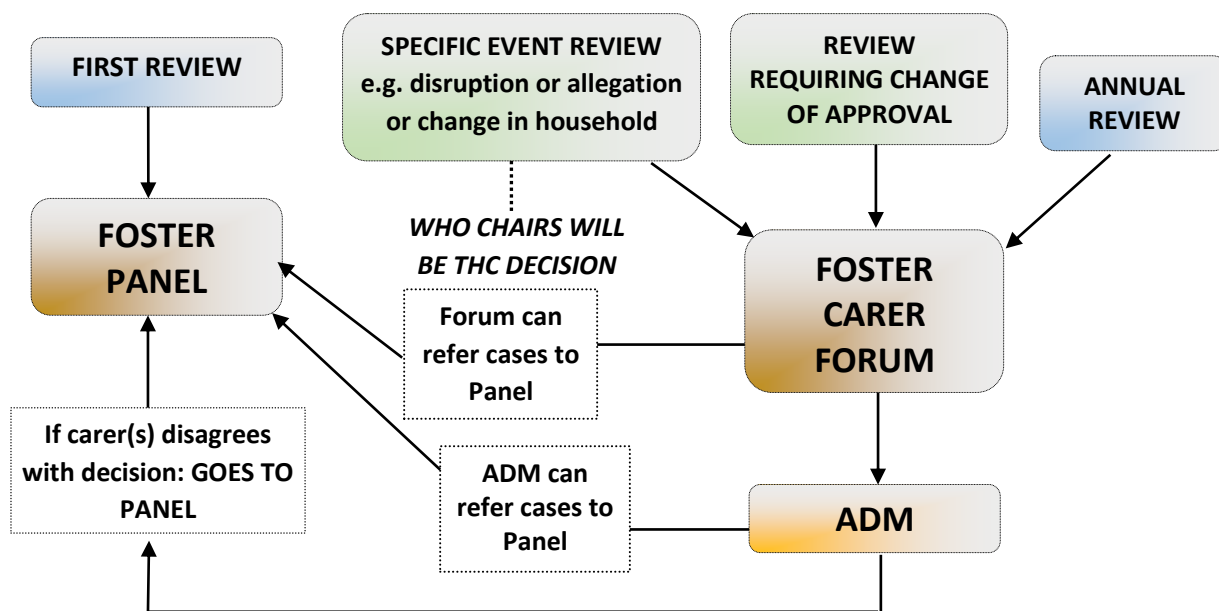 FIRST REVIEW
SPECIFIC EVENT REVIEW
e.g. disruption or allegation
or change in household
REVIEW
REQUIRING CHANGE
OF APPROVAL
ANNUAL
REVIEW
FOSTER
PANEL
WHO CHAIRS WILL
BE THC DECISION
FOSTER
CARER
FORUM
Forum can
refer cases to
Panel
If carer(s) disagrees
with decision: GOES TO
PANEL
ADM can
refer cases to
Panel
ADM